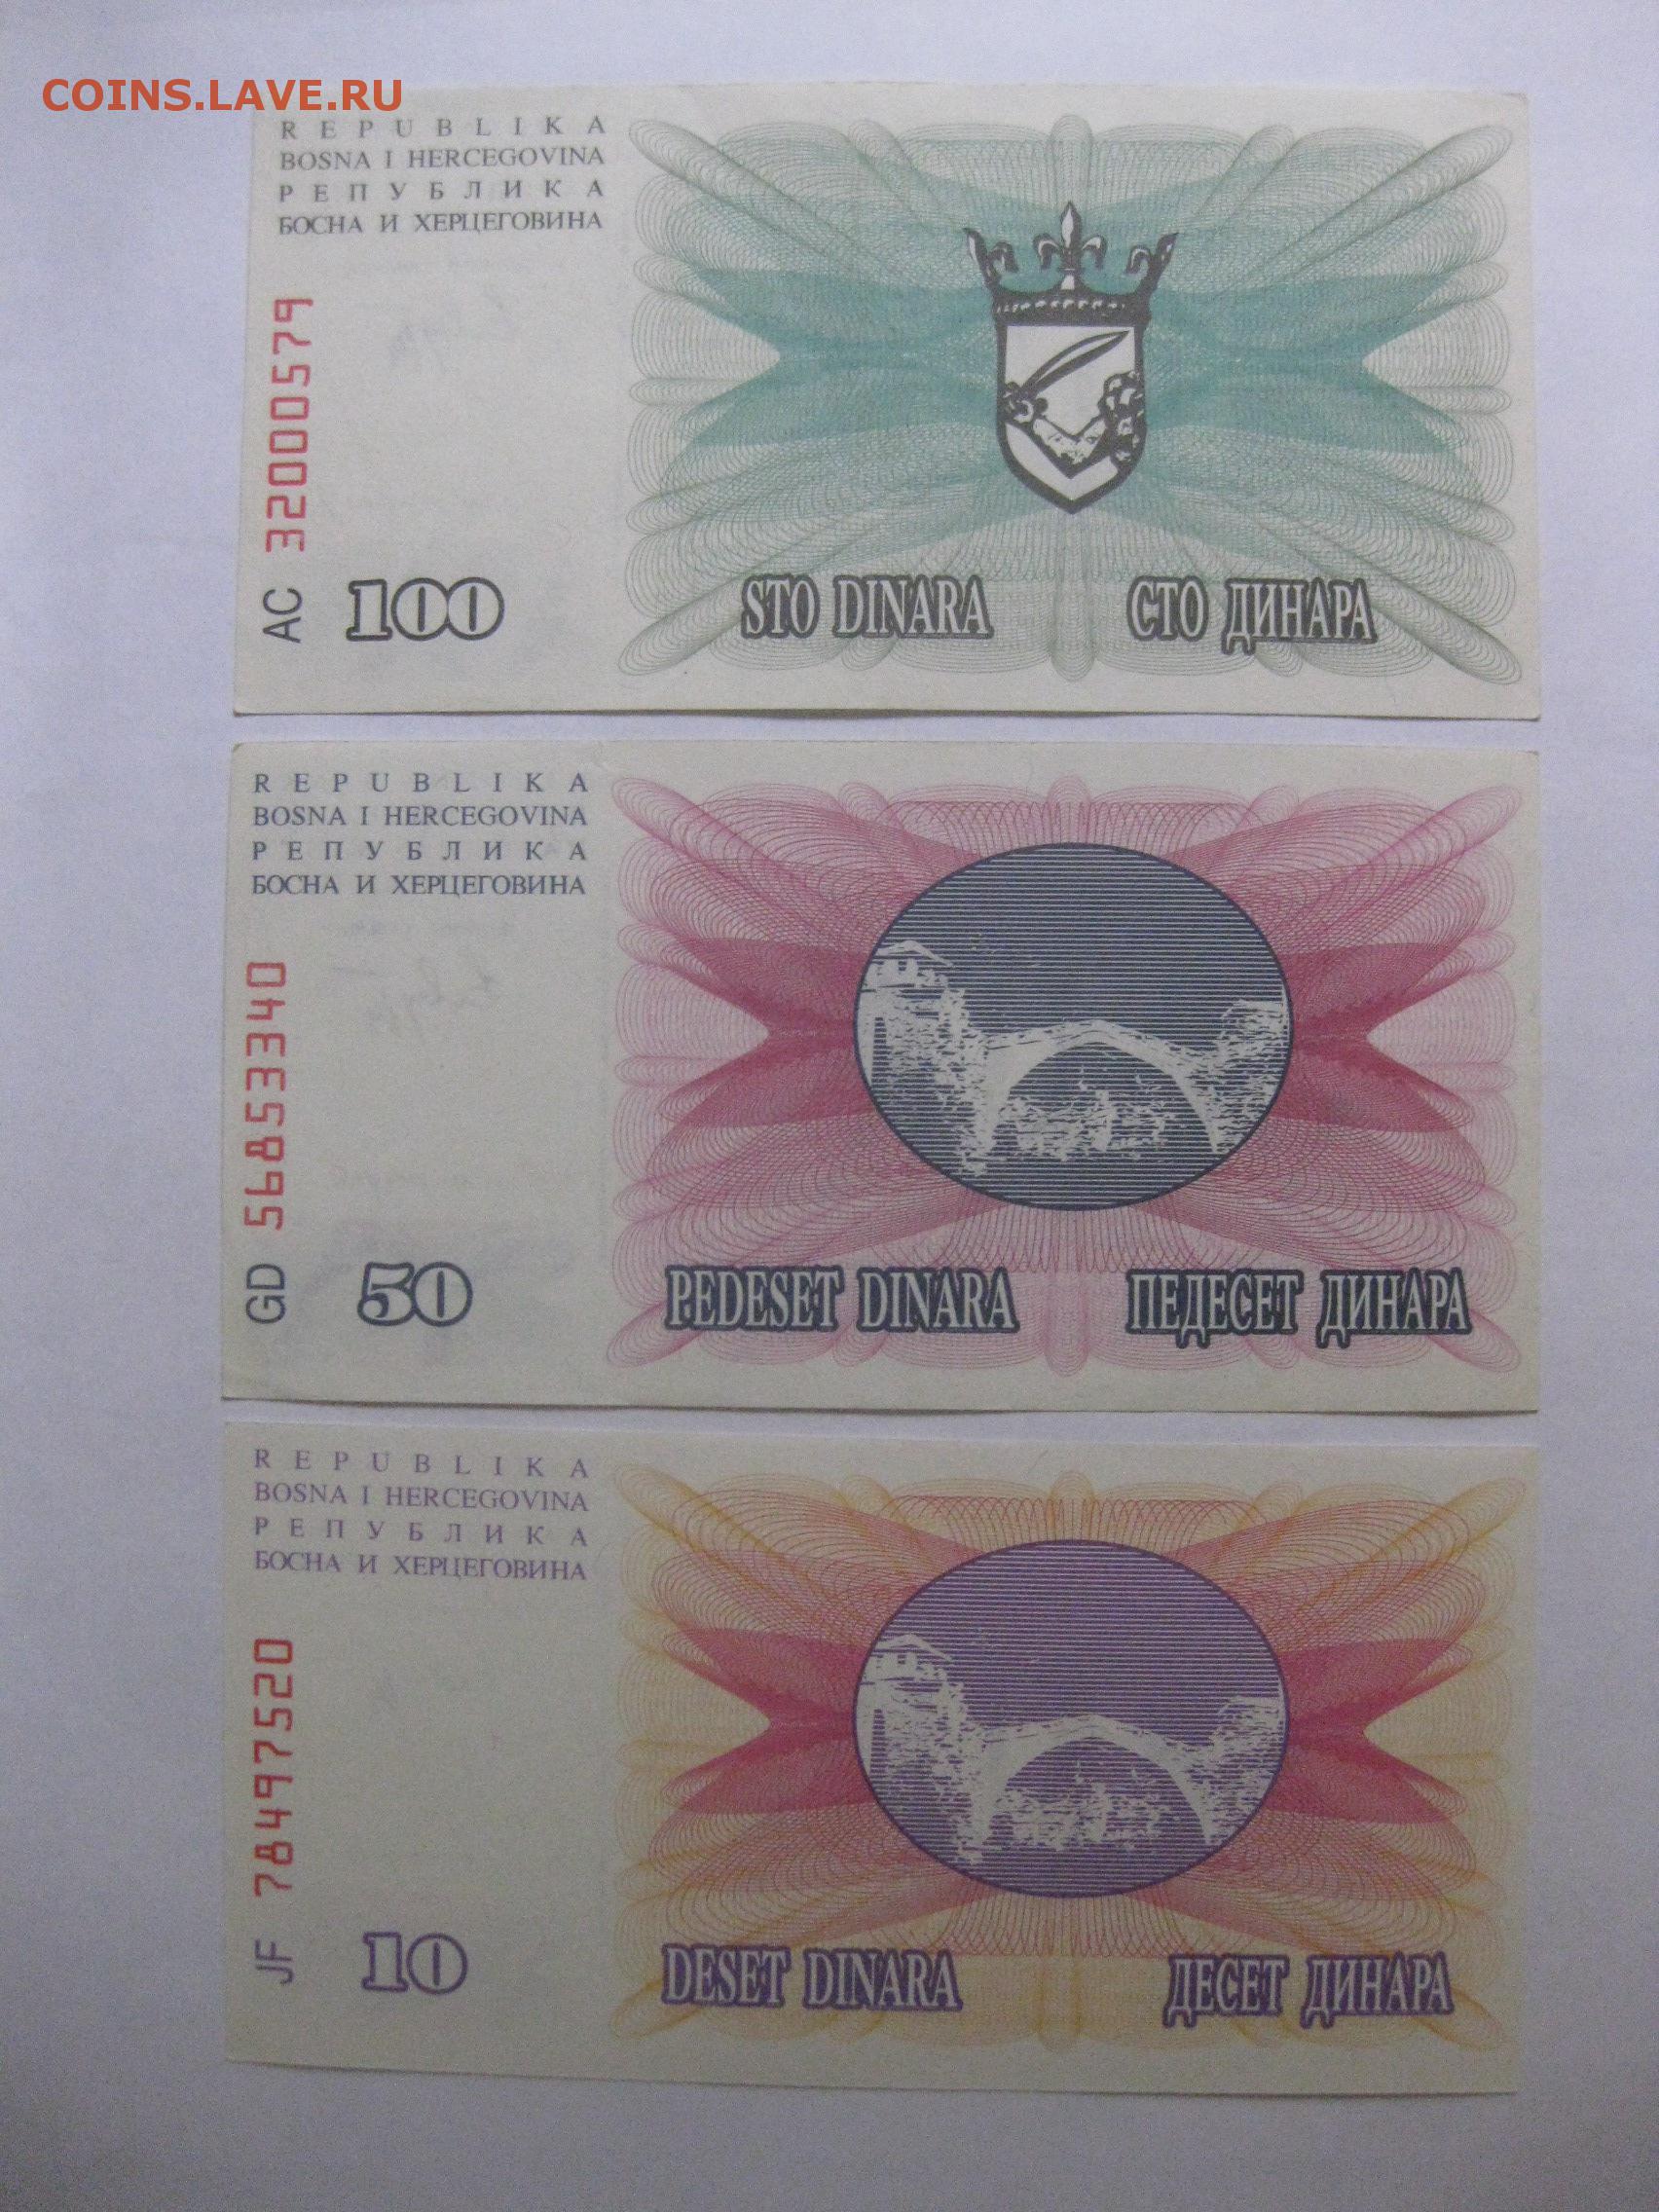 COINS.LAVE.RU
REPUBLIKA
BOSNA I HERCEGOVINA
РЕПУБЛИКА
БОСНА И ХЕРЦЕГОВИНА
AC 32000579
100
STO DINARA СТО ДИНАРА
REPUBLIKA
BOSNA I HERCEGOVINA
РЕПУБЛИКА
БОСНА И ХЕРЦЕГОВИНА
GD 56853340
50
PEDESET DINARA ПЕДЕСЕТ ДИНАРА
REPUBLIKA
BOSNA I HERCEGOVINA
РЕПУБЛИКА
БОСНА И ХЕРЦЕГОВИНА
JF 78497520
10
DESET DINARA ДЕСЕТ ДИНАРА